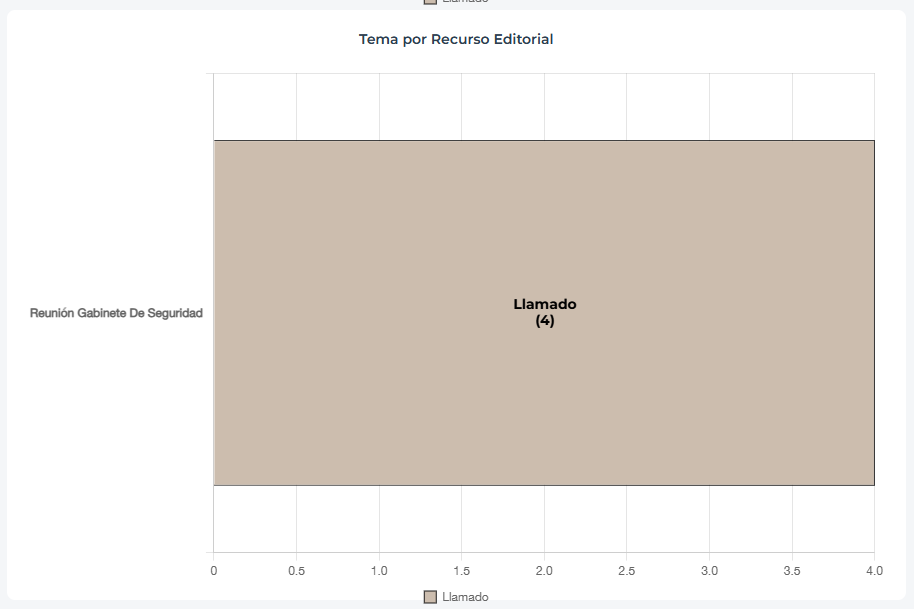 Llamado
Tema por Recurso Editorial
Reunión Gabinete De Seguridad
Llamado
(4)
0 0.5 1.0 1.5 2.0 2.5 3.0 3.5 4.0
Llamado